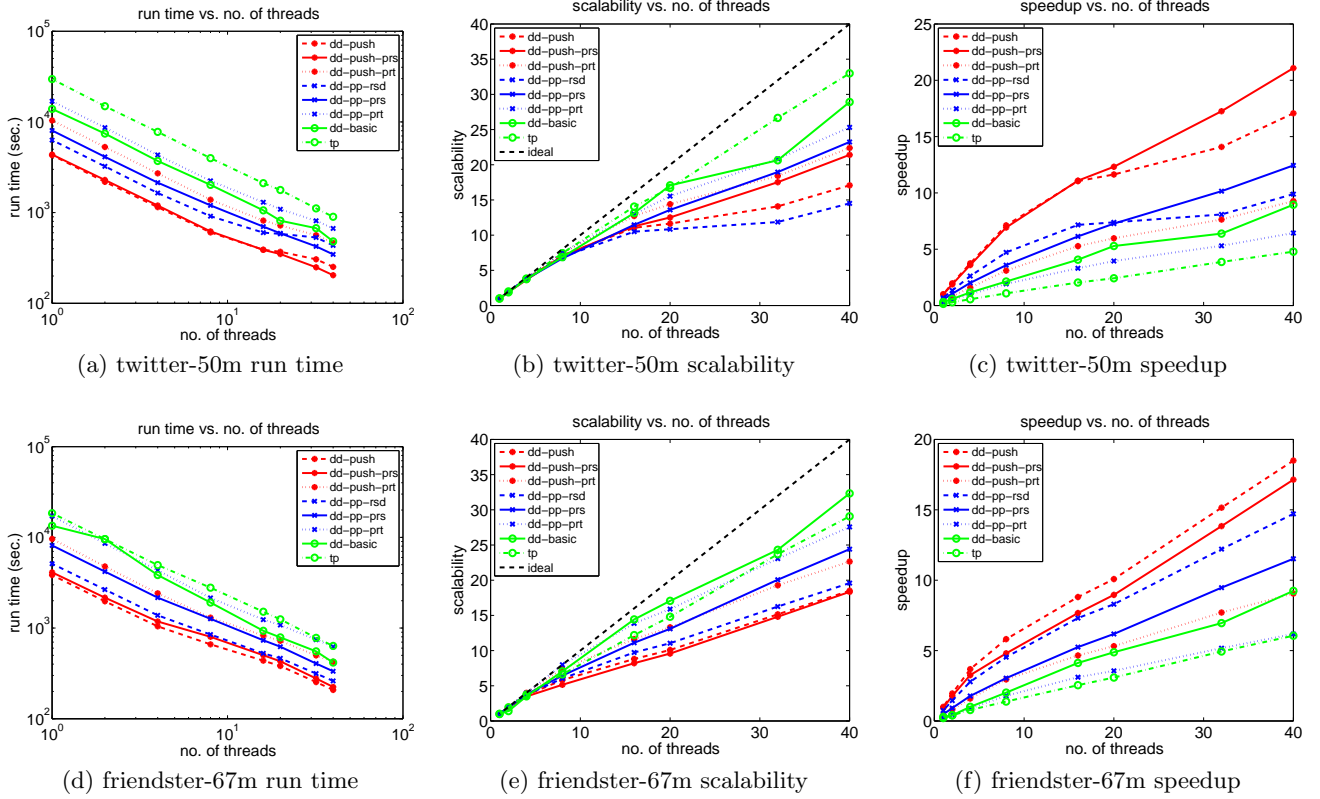 run time vs. no. of threads
10^5
10^4
10^3
10^2
run time (sec.)
dd-push
dd-push-prs
dd-push-prt
dd-pp-rsd
dd-pp-prs
dd-pp-prt
dd-basic
tp
10^0
10^1
10^2
no. of threads
(a) twitter-50m run time
scalability vs. no. of threads
40
35
30
25
20
15
10
5
0
scalability
dd-push
dd-push-prs
dd-push-prt
dd-pp-rsd
dd-pp-prs
dd-pp-prt
dd-basic
tp
ideal
0 10 20 30 40
no. of threads
(b) twitter-50m scalability
speedup vs. no. of threads
25
20
15
10
5
0
speedup
dd-push
dd-push-prs
dd-push-prt
dd-pp-rsd
dd-pp-prs
dd-pp-prt
dd-basic
tp
0 10 20 30 40
no. of threads
(c) twitter-50m speedup
run time vs. no. of threads
10^5
10^4
10^3
10^2
run time (sec.)
dd-push
dd-push-prs
dd-push-prt
dd-pp-rsd
dd-pp-prs
dd-pp-prt
dd-basic
tp
10^0
10^1
10^2
no. of threads
(d) friendster-67m run time
scalability vs. no. of threads
40
35
30
25
20
15
10
5
0
scalability
dd-push
dd-push-prs
dd-push-prt
dd-pp-rsd
dd-pp-prs
dd-pp-prt
dd-basic
tp
ideal
0 10 20 30 40
no. of threads
(e) friendster-67m scalability
speedup vs. no. of threads
20
15
10
5
0
speedup
dd-push
dd-push-prs
dd-push-prt
dd-pp-rsd
dd-pp-prs
dd-pp-prt
dd-basic
tp
0 10 20 30 40
no. of threads
(f) friendster-67m speedup